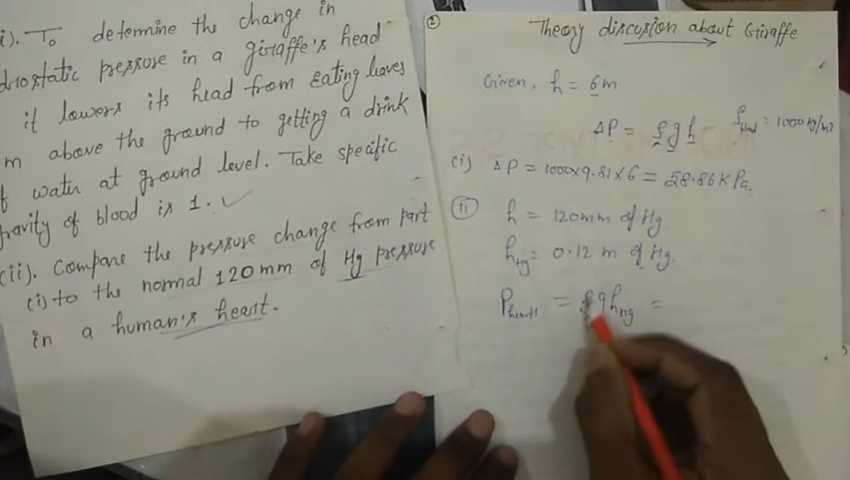 i). To determine the change in
drostatic pressure in a giraffe's head
it lowers its head from eating leaves
m above the ground to getting a drink
f water at ground level. Take specific
gravity of blood is 1.
(ii). Compare the pressure change from part
(i) to the normal 120 mm of Hg pressure
in a human's heart.
Theory discusion about Giraffe
Given, h = 6m
ΔP = ρgh
ρblood = 1000 kg/m3
(i) ΔP = 1000×9.81×6 = 58.86 KPa.
(ii) h = 120mm of Hg
hHg = 0.12 m of Hg.
Phearts = ρghHg =